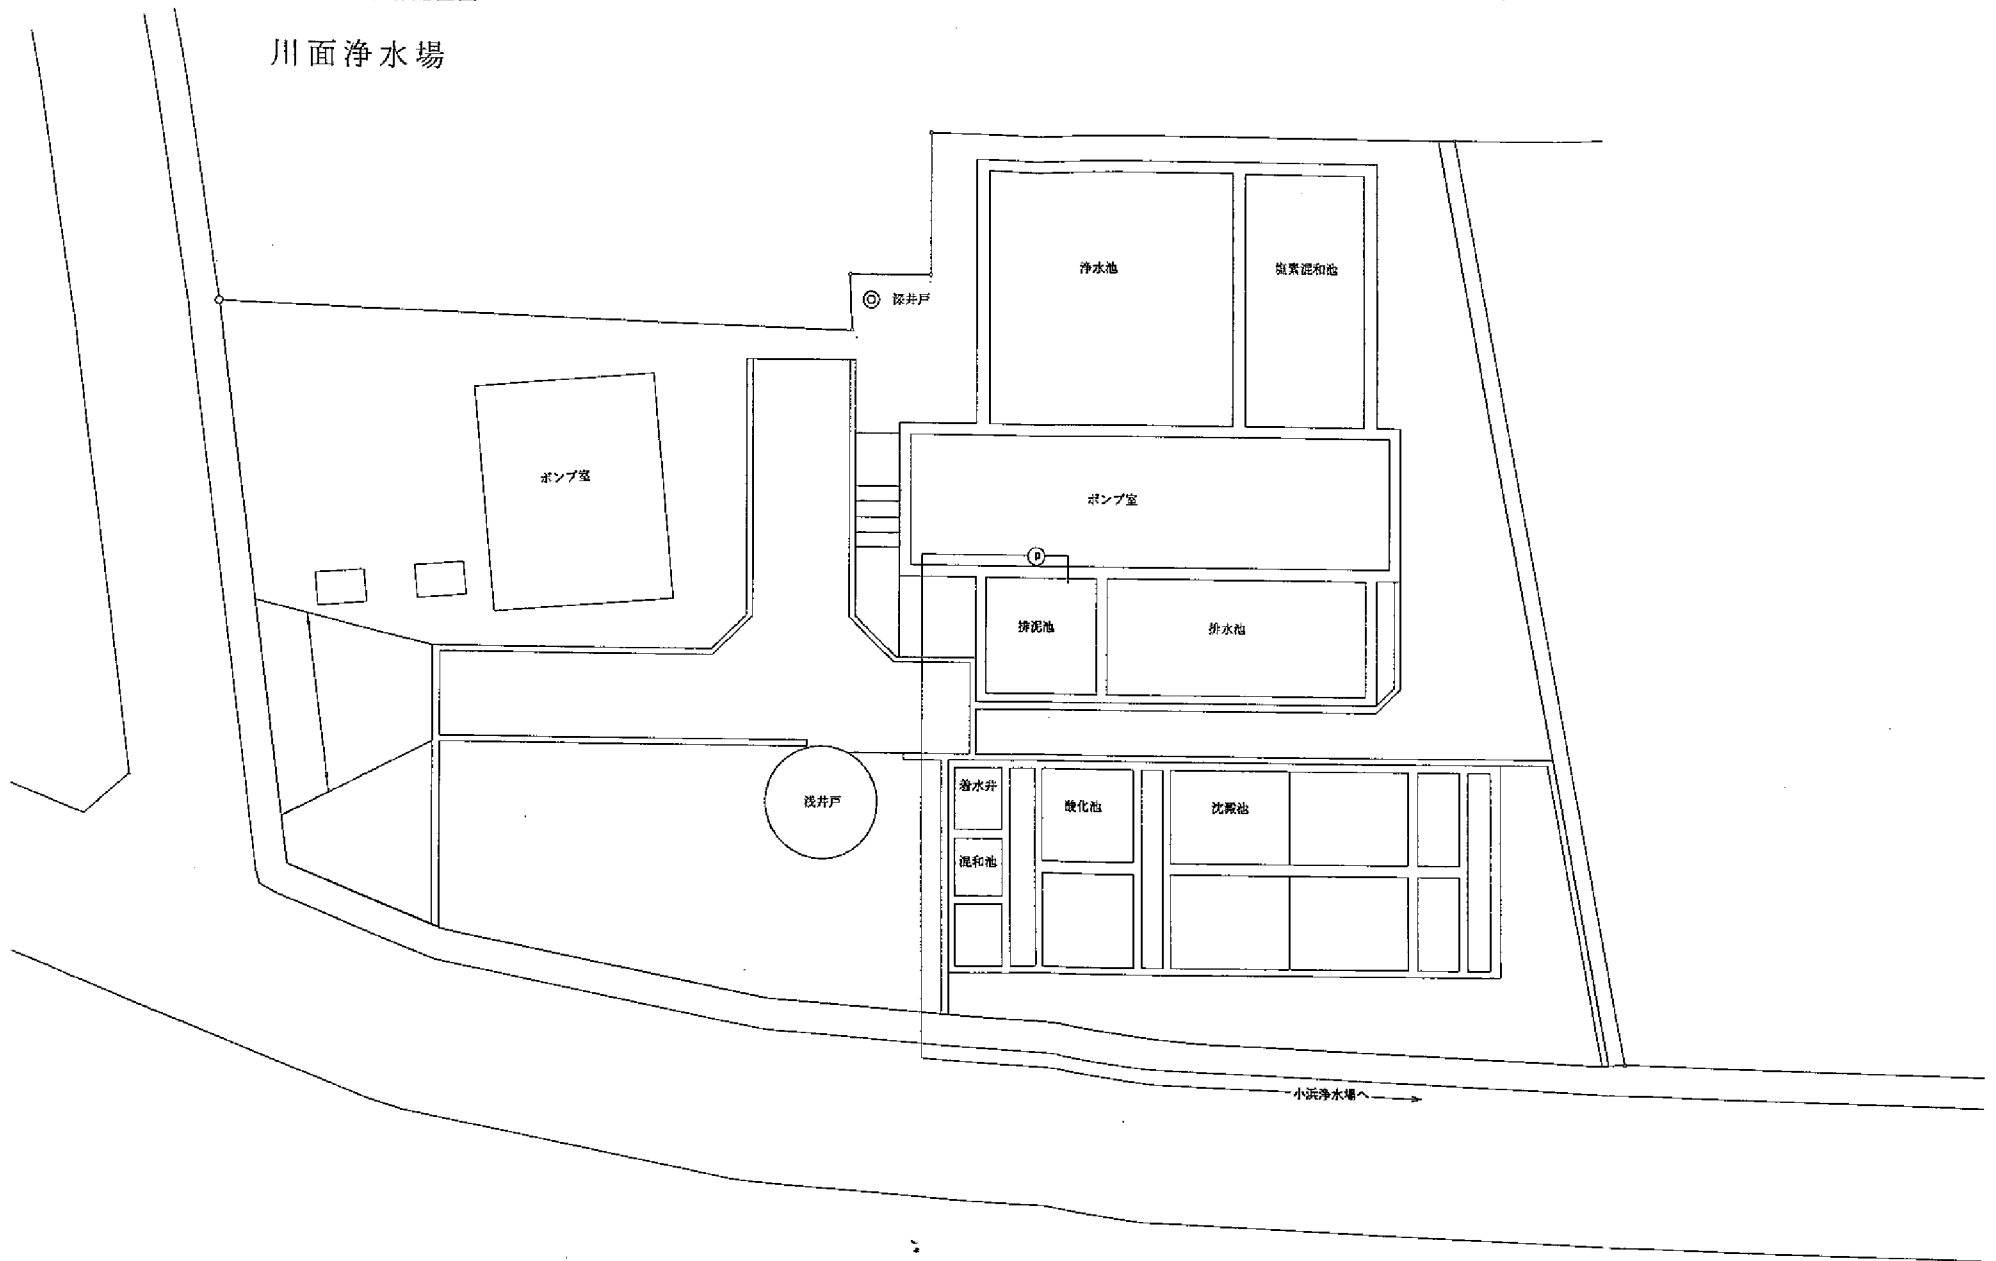 川面浄水場
浄水池
塩素混和池
深井戸
ポンプ室
ポンプ室
P
排泥池
排水池
着水井
浅井戸
酸化池
沈澱池
混和池
小浜浄水場へ